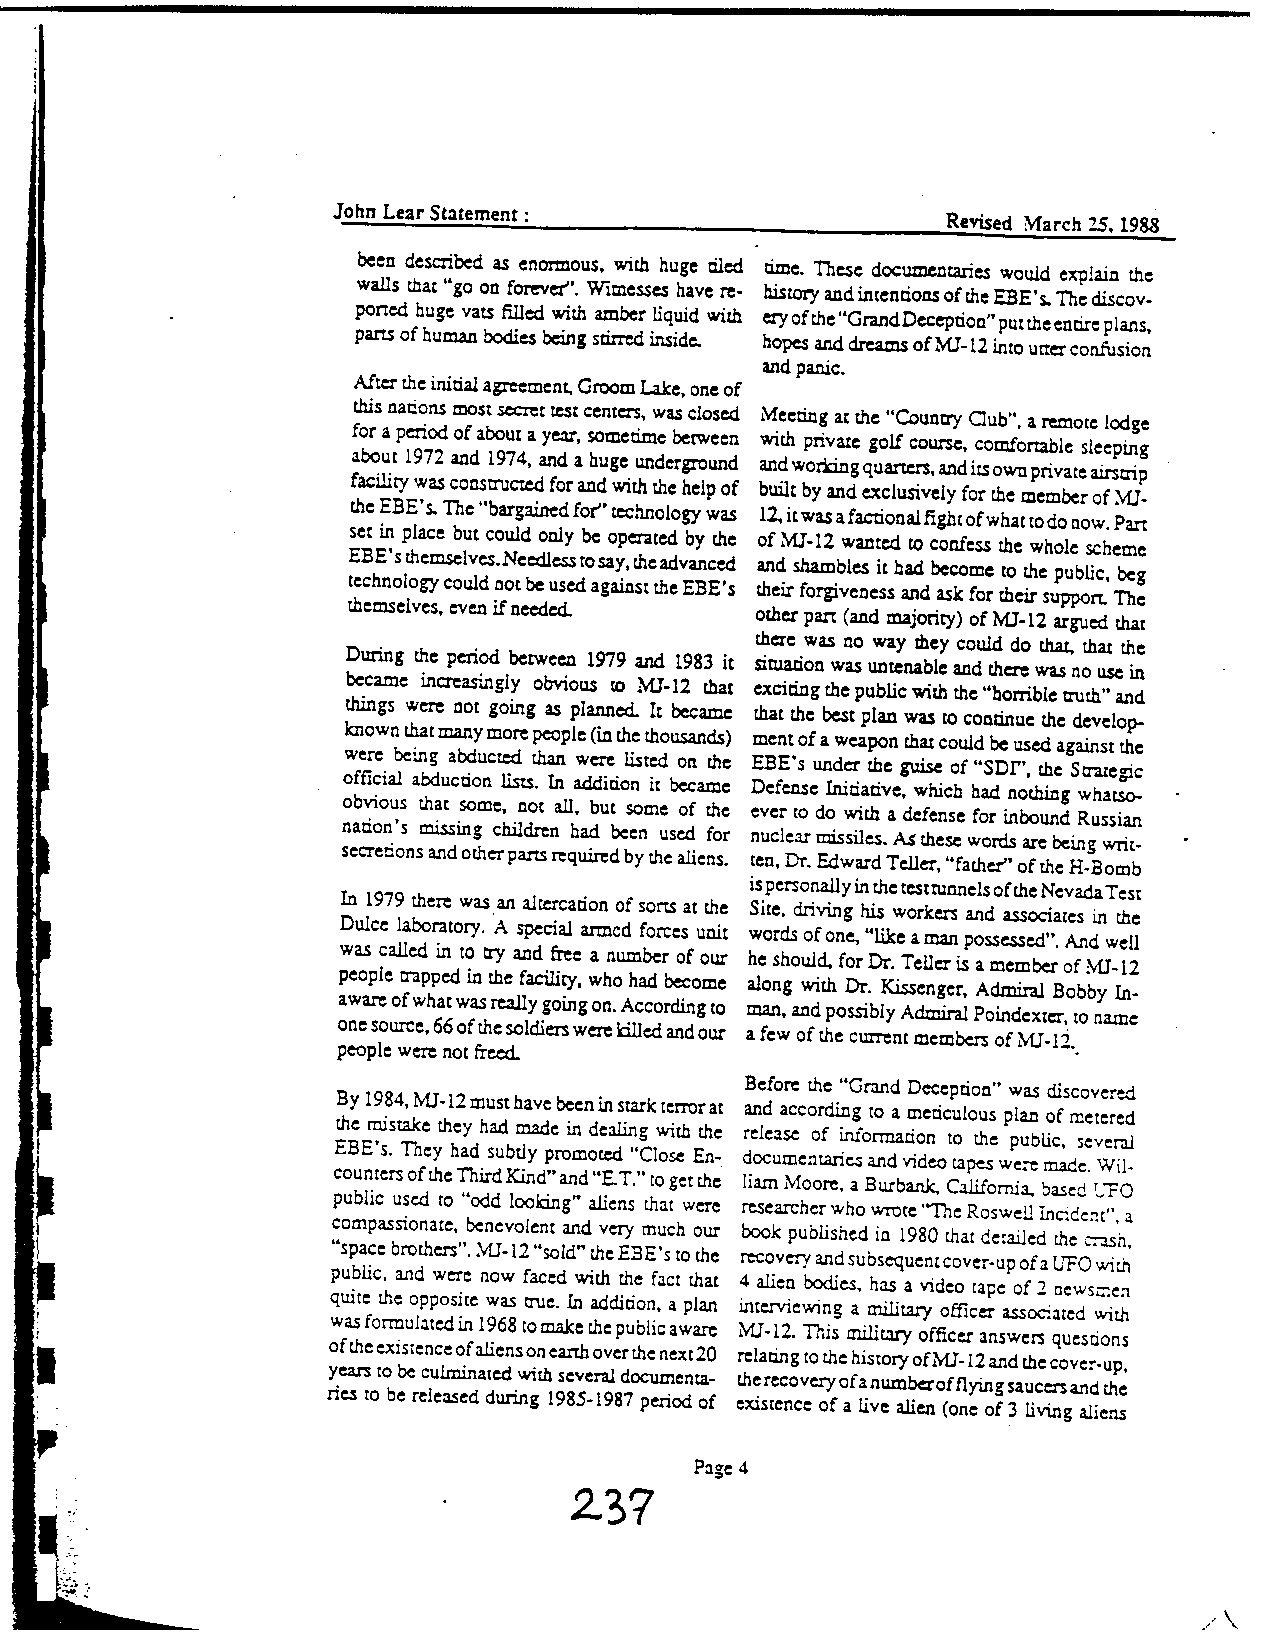 John Lear Statement :
Revised March 25, 1988
been described as enormous, with huge tiled
walls that "go on forever". Witnesses have re-
ported huge vats filled with amber liquid with
parts of human bodies being stirred inside.
After the initial agreement, Groom Lake, one of
this nations most secret test centers, was closed
for a period of about a year, sometime between
about 1972 and 1974, and a huge underground
facility was constructed for and with the help of
the EBE's. The "bargained for" technology was
set in place but could only be operated by the
EBE's themselves. Needless to say, the advanced
technology could not be used against the EBE's
themselves, even if needed.
During the period between 1979 and 1983 it
became increasingly obvious to MJ-12 that
things were not going as planned. It became
known that many more people (in the thousands)
were being abducted than were listed on the
official abduction lists. In addition it became
obvious that some, not all, but some of the
nation's missing children had been used for
secretions and other parts required by the aliens.
In 1979 there was an altercation of sorts at the
Dulce laboratory. A special armed forces unit
was called in to try and free a number of our
people trapped in the facility, who had become
aware of what was really going on. According to
one source, 66 of the soldiers were killed and our
people were not freed.
By 1984, MJ-12 must have been in stark terror at
the mistake they had made in dealing with the
EBE's. They had subtly promoted "Close En-
counters of the Third Kind" and "E.T." to get the
public used to "odd looking" aliens that were
compassionate, benevolent and very much our
"space brothers". MJ-12 "sold" the EBE's to the
public, and were now faced with the fact that
quite the opposite was true. In addition, a plan
was formulated in 1968 to make the public aware
of the existence of aliens on earth over the next 20
years to be culminated with several documenta-
ries to be released during 1985-1987 period of
time. These documentaries would explain the
history and intentions of the EBE's. The discov-
ery of the "Grand Deception" put the entire plans,
hopes and dreams of MJ-12 into utter confusion
and panic.
Meeting at the "Country Club", a remote lodge
with private golf course, comfortable sleeping
and working quarters, and its own private airstrip
built by and exclusively for the member of MJ-
12, it was a factional fight of what to do now. Part
of MJ-12 wanted to confess the whole scheme
and shambles it had become to the public, beg
their forgiveness and ask for their support. The
other part (and majority) of MJ-12 argued that
there was no way they could do that, that the
situation was untenable and there was no use in
exciting the public with the "horrible truth" and
that the best plan was to continue the develop-
ment of a weapon that could be used against the
EBE's under the guise of "SDI", the Strategic
Defense Initiative, which had nothing whatso-
ever to do with a defense for inbound Russian
nuclear missiles. As these words are being writ-
ten, Dr. Edward Teller, "father" of the H-Bomb
is personally in the test tunnels of the Nevada Test
Site, driving his workers and associates in the
words of one, "like a man possessed". And well
he should, for Dr. Teller is a member of MJ-12
along with Dr. Kissenger, Admiral Bobby In-
man, and possibly Admiral Poindexter, to name
a few of the current members of MJ-12.
Before the "Grand Deception" was discovered
and according to a meticulous plan of metered
release of information to the public, several
documentaries and video tapes were made. Wil-
liam Moore, a Burbank, California, based UFO
researcher who wrote "The Roswell Incident", a
book published in 1980 that detailed the crash,
recovery and subsequent cover-up of a UFO with
4 alien bodies, has a video tape of 2 newsmen
interviewing a military officer associated with
MJ-12. This military officer answers questions
relating to the history of MJ-12 and the cover-up,
the recovery of a number of flying saucers and the
existence of a live alien (one of 3 living aliens
Page 4
237